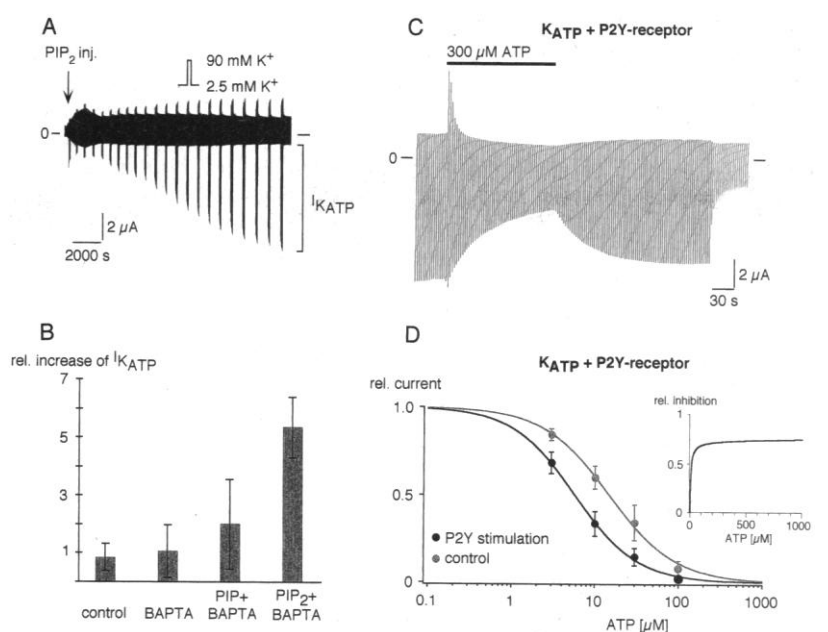 A
PIP2 inj.
90 mM K+
2.5 mM K+
0
IKATP
2 µA
2000 s
B
rel. increase of IKATP
7
5
3
1
control
BAPTA
PIP+
BAPTA
PIP2+
BAPTA
C
KATP + P2Y-receptor
300 µM ATP
0
2 µA
30 s
D
KATP + P2Y-receptor
rel. current
1.0
0.5
0
0.1
1
10
100
1000
ATP [µM]
P2Y stimulation
control
rel. inhibition
1
0.5
0
0
500
1000
ATP [µM]